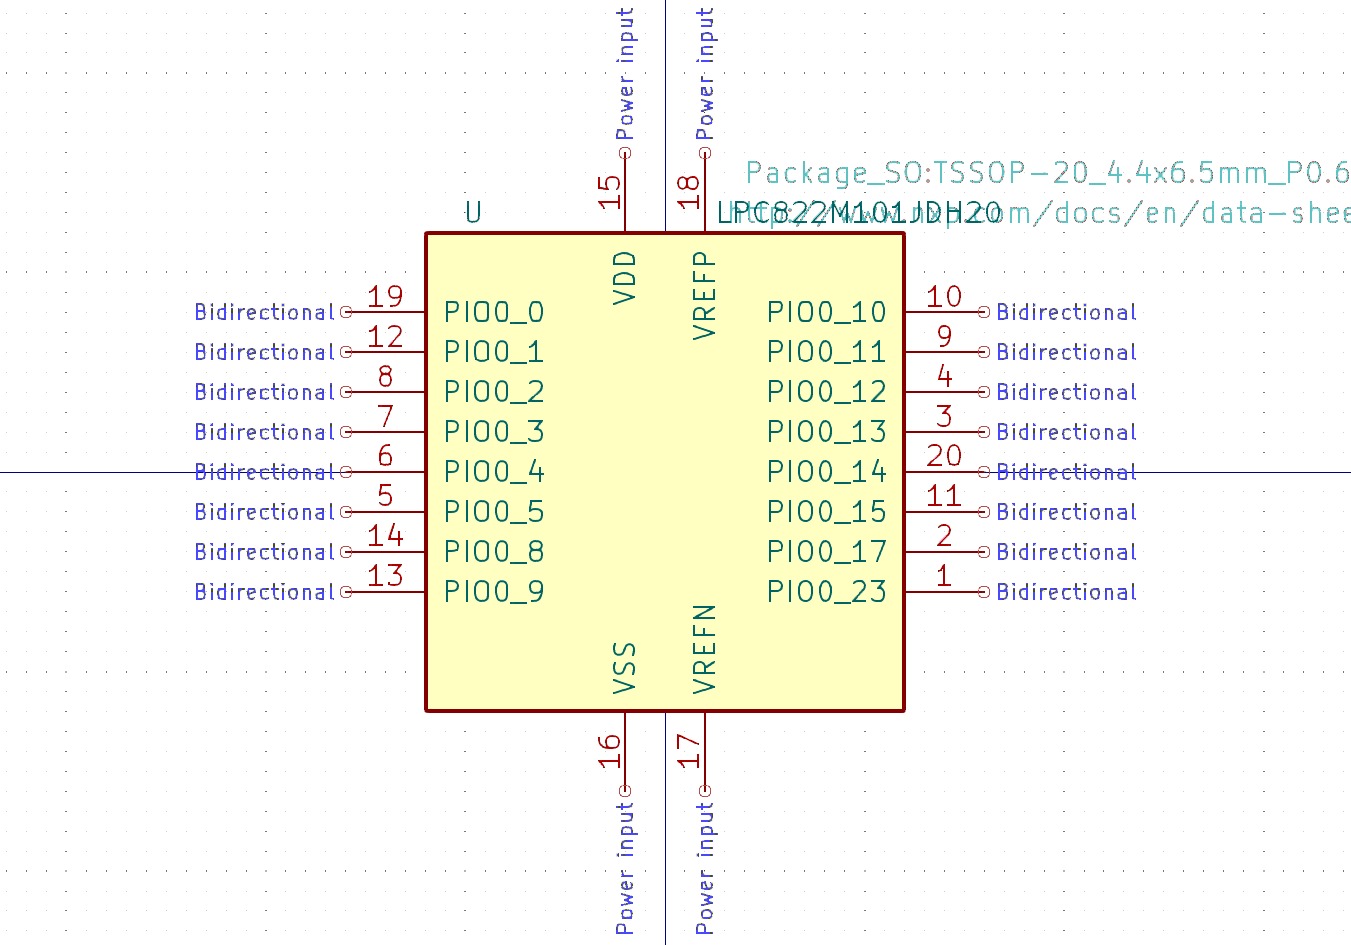 Power input
Power input
15
18
Package_SO:TSSOP-20_4.4x6.5mm_P0.6
U
LPC822M101JDH20
http://www.nxp.com/docs/en/data-shee
VDD
VREFP
Bidirectional 19 PIO0_0 PIO0_10 10 Bidirectional
Bidirectional 12 PIO0_1 PIO0_11 9 Bidirectional
Bidirectional 8 PIO0_2 PIO0_12 4 Bidirectional
Bidirectional 7 PIO0_3 PIO0_13 3 Bidirectional
Bidirectional 6 PIO0_4 PIO0_14 20 Bidirectional
Bidirectional 5 PIO0_5 PIO0_15 11 Bidirectional
Bidirectional 14 PIO0_8 PIO0_17 2 Bidirectional
Bidirectional 13 PIO0_9 PIO0_23 1 Bidirectional
VSS
VREFN
16
17
Power input
Power input